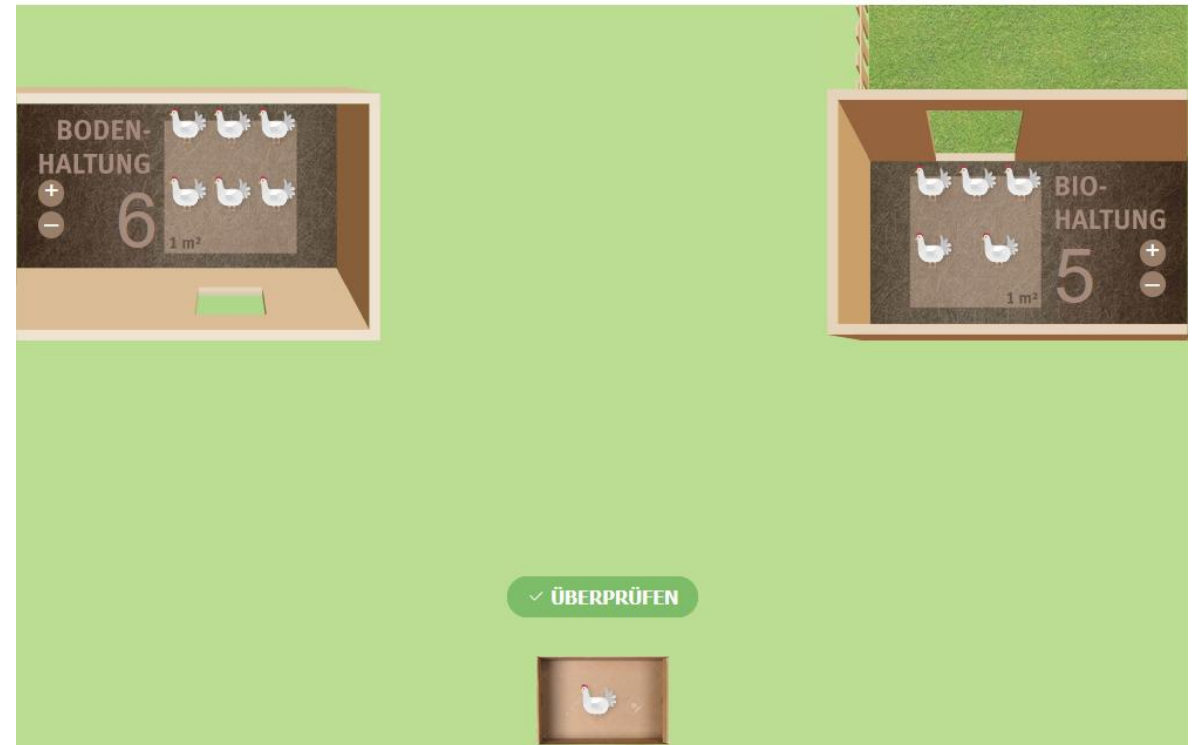 BODEN-
HALTUNG
+
−
6
1 m²
BIO-
HALTUNG
+
−
5
1 m²
✓ ÜBERPRÜFEN